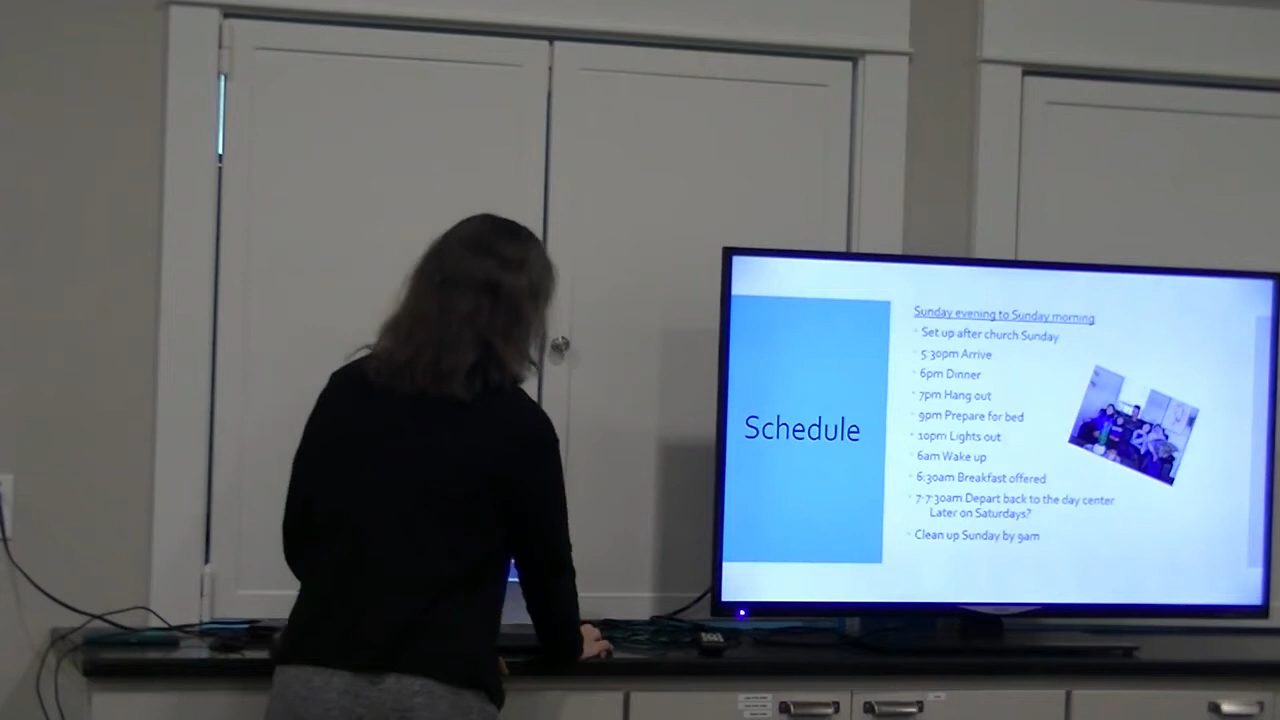 Schedule
Sunday evening to Sunday morning
Set up after church Sunday
5:30pm Arrive
6pm Dinner
7pm Hang out
9pm Prepare for bed
10pm Lights out
6am Wake up
6:30am Breakfast offered
7-7:30am Depart back to the day center
Later on Saturdays?
Clean up Sunday by 9am